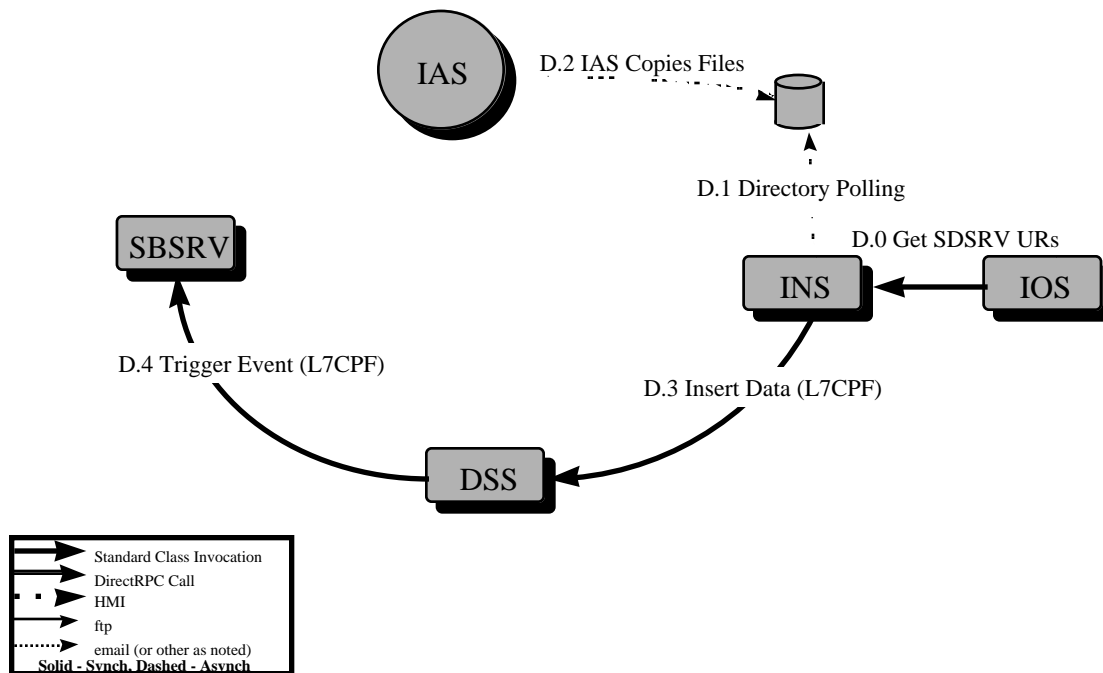 IAS
D.2 IAS Copies Files
D.1 Directory Polling
SBSRV
D.0 Get SDSRV URs
INS
IOS
D.4 Trigger Event (L7CPF)
D.3 Insert Data (L7CPF)
DSS
Standard Class Invocation
DirectRPC Call
HMI
ftp
email (or other as noted)
Solid - Synch, Dashed - Asynch